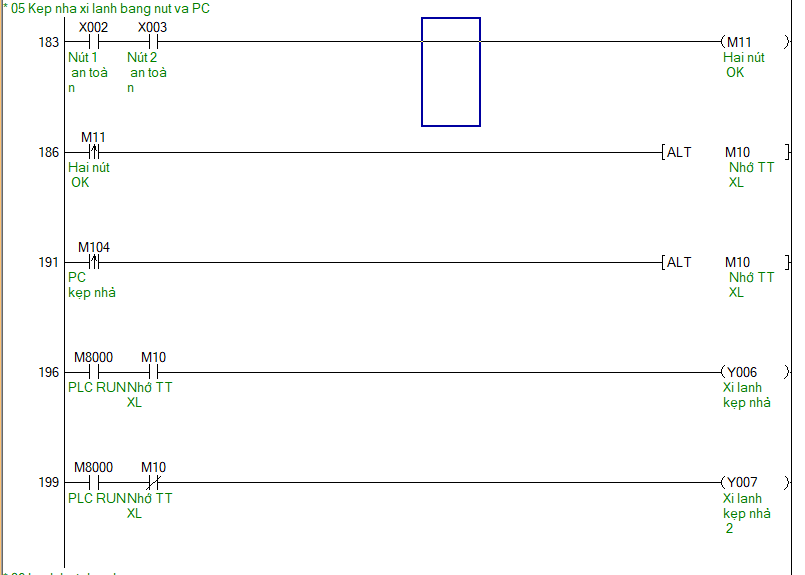 * 05 Kep nha xi lanh bang nut va PC
X002 X003
183 M11
Nút 1 Nút 2 Hai nút
an toà an toà OK
n n
M11
186 ALT M10
Hai nút Nhớ TT
OK XL
M104
191 ALT M10
PC Nhớ TT
kẹp nhả XL
M8000 M10
196 Y006
PLC RUN Nhớ TT Xi lanh
XL kẹp nhả
M8000 M10
199 Y007
PLC RUN Nhớ TT Xi lanh
XL kẹp nhả
2